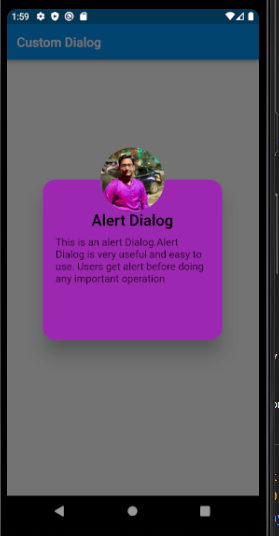 1:59
Custom Dialog
Alert Dialog
This is an alert Dialog.Alert
Dialog is very useful and easy to
use. Users get alert before doing
any important operation